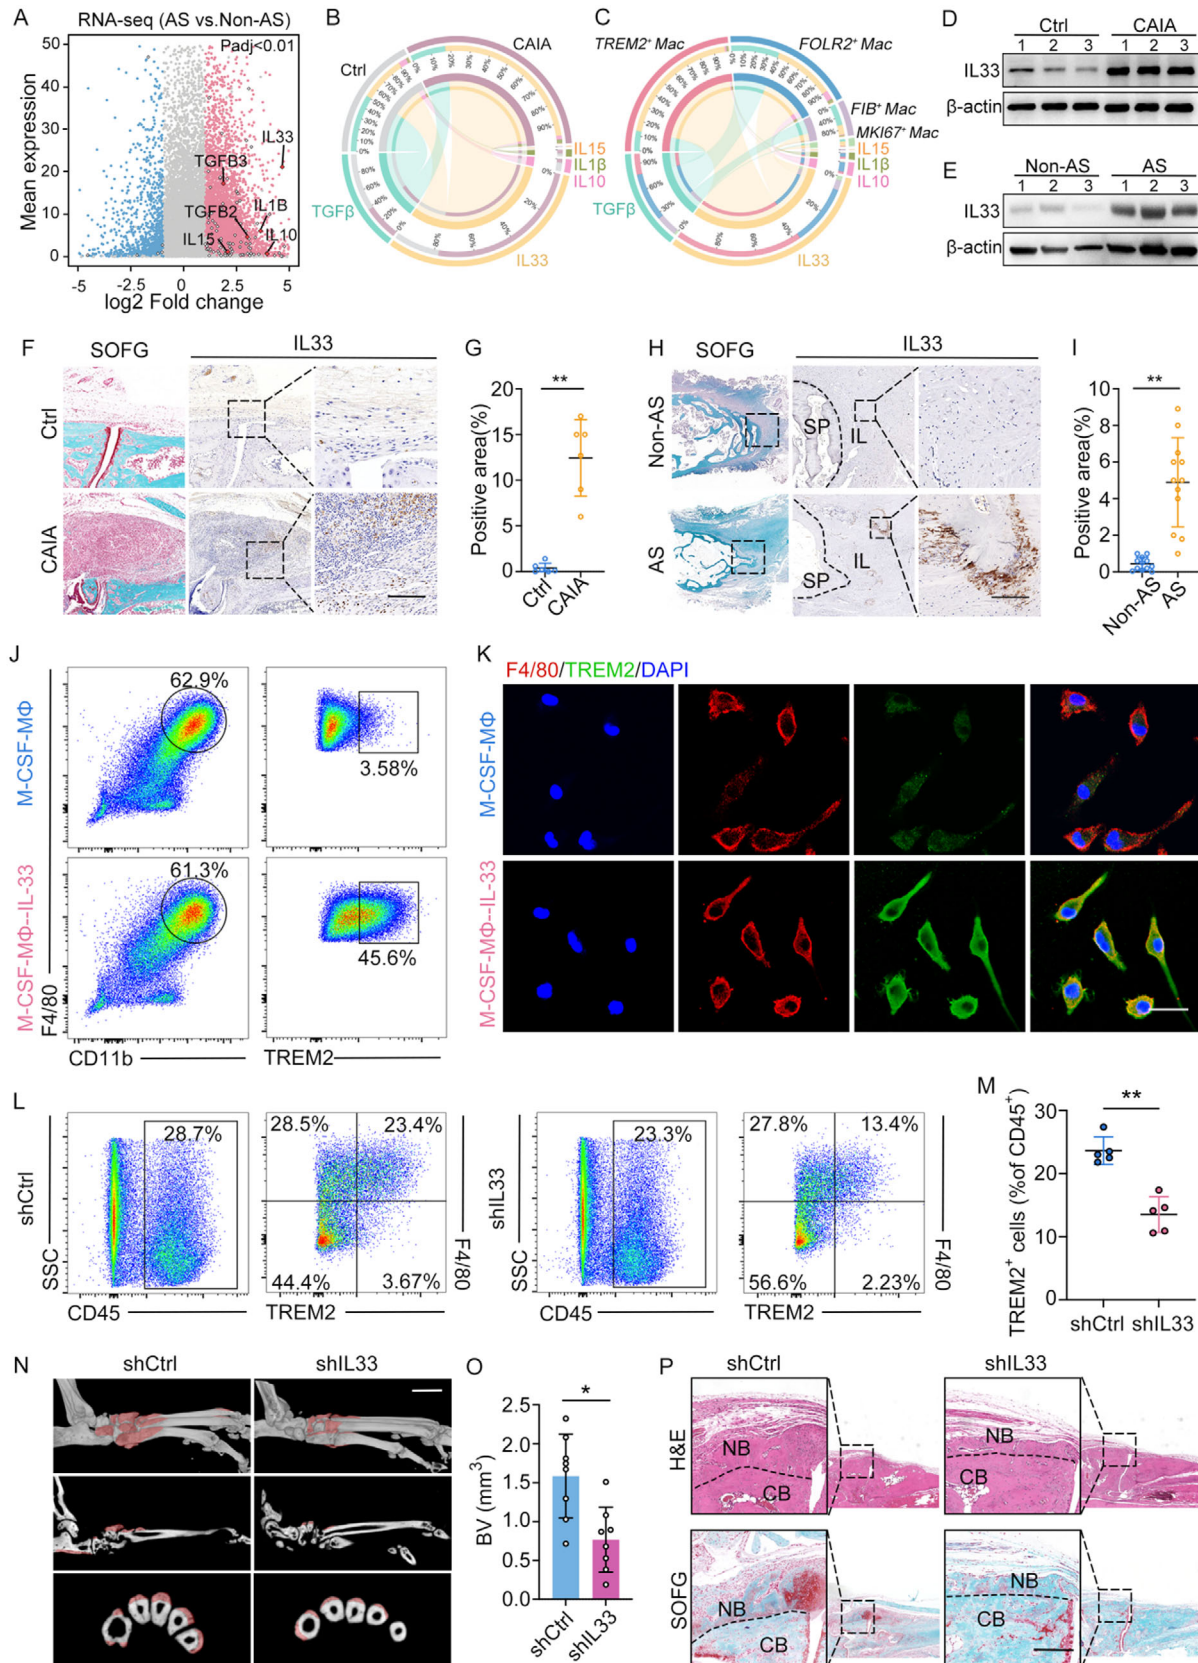 A
RNA-seq (AS vs.Non-AS)
Padj<0.01
Mean expression
50
40
30
20
10
0
IL33
TGFB3
TGFB2
IL1B
IL15
IL10
-5 -2.5 0 2.5 5
log2 Fold change
B
Ctrl
CAIA
IL15
IL1β
IL10
TGFβ
IL33
C
TREM2+ Mac
FOLR2+ Mac
FIB+ Mac
MKI67+ Mac
IL15
IL1β
IL10
TGFβ
IL33
D
Ctrl CAIA
1 2 3 1 2 3
IL33
β-actin
E
Non-AS AS
1 2 3 1 2 3
IL33
β-actin
F
SOFG IL33
Ctrl
CAIA
G
Positive area(%)
20
15
10
5
0
**
Ctrl
CAIA
H
SOFG IL33
Non-AS
SP
IL
AS
SP
IL
I
Positive area(%)
10
8
6
4
2
0
**
Non-AS
AS
J
M-CSF-MΦ
62.9%
3.58%
M-CSF-MΦ--IL-33
61.3%
45.6%
F4/80
CD11b
TREM2
K
F4/80/TREM2/DAPI
M-CSF-MΦ
M-CSF-MΦ--IL-33
L
shCtrl
28.7%
28.5% 23.4%
44.4% 3.67%
SSC
F4/80
CD45
TREM2
shIL33
23.3%
27.8% 13.4%
56.6% 2.23%
SSC
F4/80
CD45
TREM2
M
TREM2+ cells (%of CD45+)
30
20
10
0
**
shCtrl shIL33
N
shCtrl shIL33
O
BV (mm3)
2.5
2.0
1.5
1.0
0.5
0.0
*
shCtrl
shIL33
P
shCtrl shIL33
H&E
NB
CB
NB
CB
SOFG
NB
CB
NB
CB